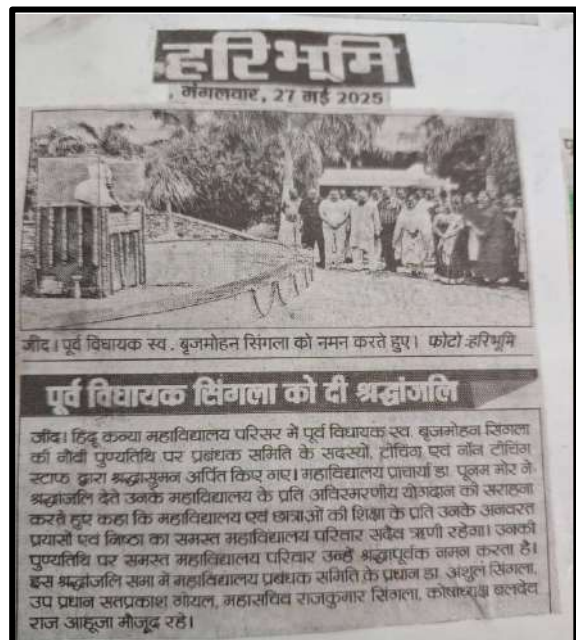 हरिभूमि
मंगलवार, 27 मई 2025
जींद। पूर्व विधायक स्व. बृजमोहन सिंगला को नमन करते हुए। फोटो:हरिभूमि
पूर्व विधायक सिंगला को दी श्रद्धांजलि
जींद। हिंदू कन्या महाविद्यालय परिसर में पूर्व विधायक स्व. बृजमोहन सिंगला
की नौवीं पुण्यतिथि पर प्रबंधक समिति के सदस्यों, टीचिंग एवं नॉन टीचिंग
स्टाफ द्वारा श्रद्धासुमन अर्पित किए गए। महाविद्यालय प्राचार्या डा. पूनम मोर ने
श्रद्धांजलि देते उनके महाविद्यालय के प्रति अविस्मरणीय योगदान को सराहना
करते हुए कहा कि महाविद्यालय एवं छात्राओं की शिक्षा के प्रति उनके अनवरत
प्रयासों एवं निष्ठा का समस्त महाविद्यालय परिवार सदैव ऋणी रहेगा। उनकी
पुण्यतिथि पर समस्त महाविद्यालय परिवार उन्हें श्रद्धापूर्वक नमन करता है।
इस श्रद्धांजलि सभा में महाविद्यालय प्रबंधक समिति के प्रधान डा. अंशुल सिंगला,
उप प्रधान सतप्रकाश गोयल, महासचिव राजकुमार सिंगला, कोषाध्यक्ष बलदेव
राज आहूजा मौजूद रहे।